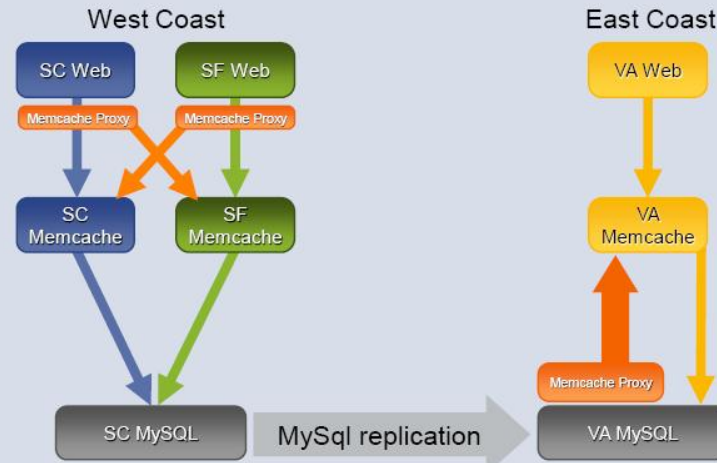 West Coast
East Coast
SC Web
SF Web
VA Web
Memcache Proxy
Memcache Proxy
SC
Memcache
SF
Memcache
VA
Memcache
Memcache Proxy
SC MySQL
MySql replication
VA MySQL